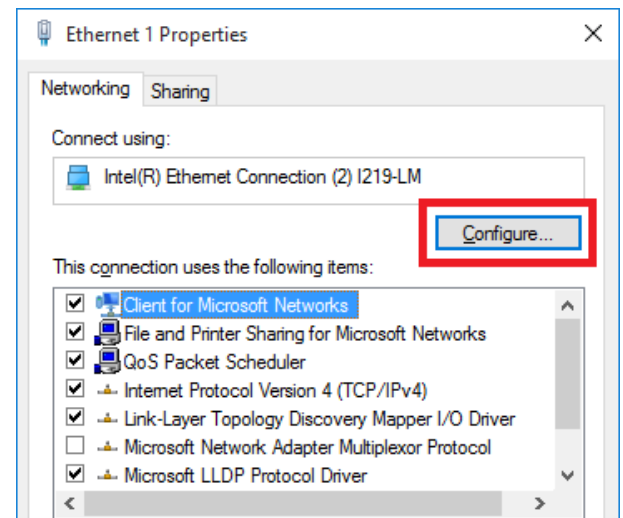 Ethernet 1 Properties
Networking
Sharing
Connect using:
Intel(R) Ethernet Connection (2) I219-LM
Configure...
This connection uses the following items:
Client for Microsoft Networks
File and Printer Sharing for Microsoft Networks
QoS Packet Scheduler
Internet Protocol Version 4 (TCP/IPv4)
Link-Layer Topology Discovery Mapper I/O Driver
Microsoft Network Adapter Multiplexor Protocol
Microsoft LLDP Protocol Driver